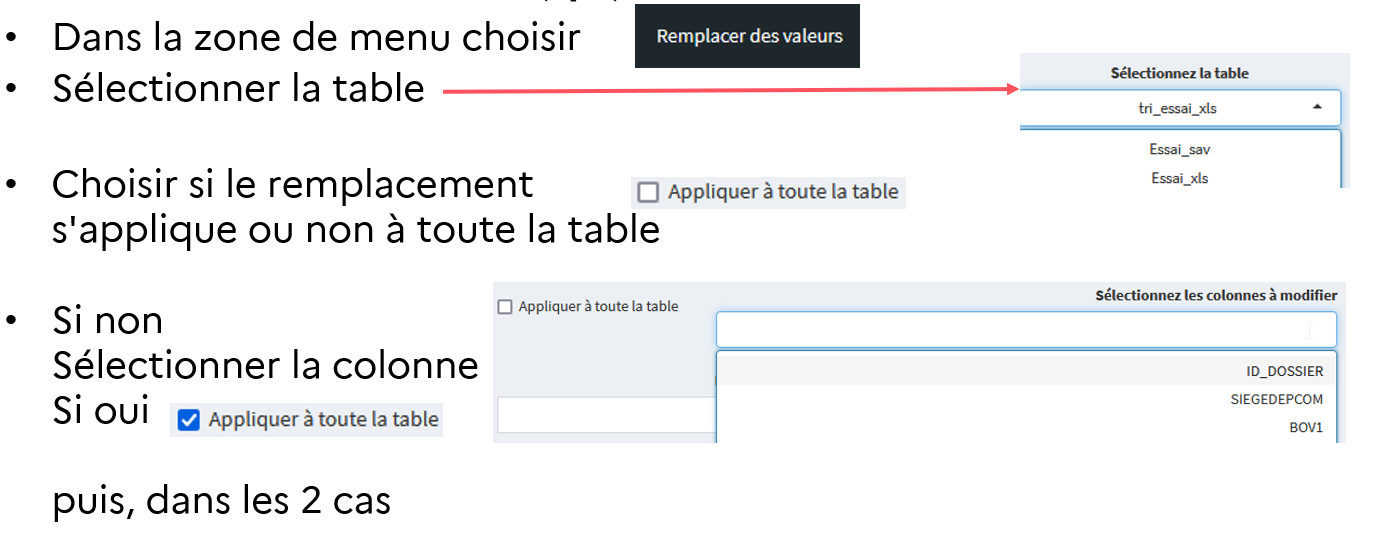 • Dans la zone de menu choisir
Remplacer des valeurs
• Sélectionner la table
Sélectionnez la table
tri_essai_xls
Essai_sav
Essai_xls
• Choisir si le remplacement
s'applique ou non à toute la table
Appliquer à toute la table
• Si non
Sélectionner la colonne
Si oui
Appliquer à toute la table
Appliquer à toute la table
Sélectionnez les colonnes à modifier
ID_DOSSIER
SIEGEDEPCOM
BOV1
puis, dans les 2 cas